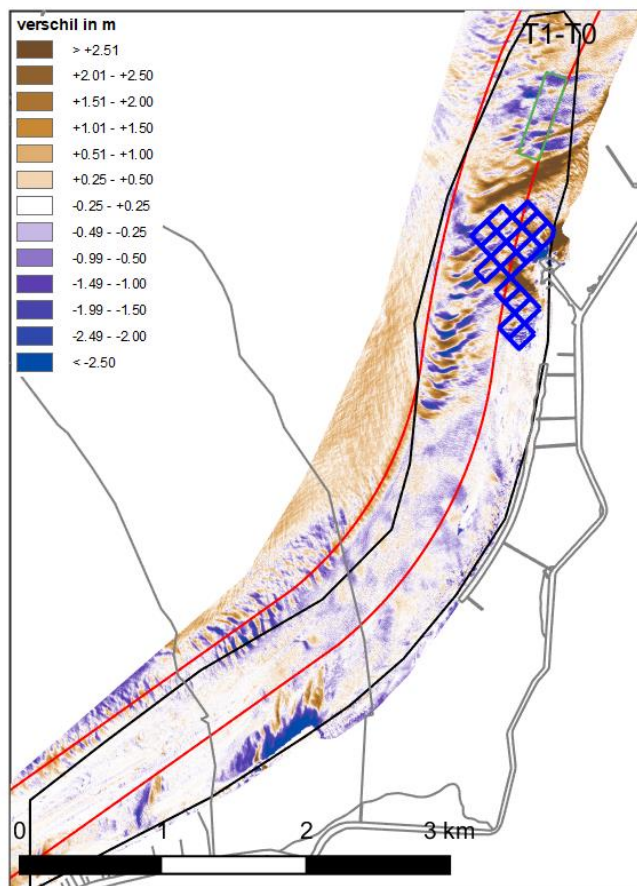 verschil in m
> +2.51
+2.01 - +2.50
+1.51 - +2.00
+1.01 - +1.50
+0.51 - +1.00
+0.25 - +0.50
-0.25 - +0.25
-0.49 - -0.25
-0.99 - -0.50
-1.49 - -1.00
-1.99 - -1.50
-2.49 - -2.00
< -2.50
T1-T0
0 1 2 3 km